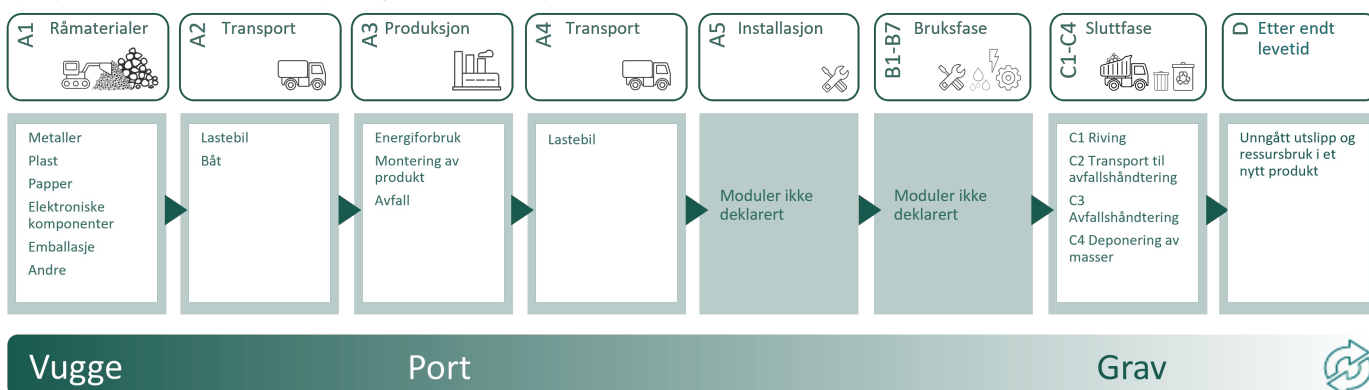 A1 Råmaterialer
A2 Transport
A3 Produksjon
A4 Transport
A5 Installasjon
B1-B7 Bruksfase
C1-C4 Sluttfase
D Etter endt
levetid
Metaller
Plast
Papper
Elektroniske
komponenter
Emballasje
Andre
Lastebil
Båt
Energiforbruk
Montering av
produkt
Avfall
Lastebil
Moduler ikke
deklarert
Moduler ikke
deklarert
C1 Riving
C2 Transport til
avfallshåndtering
C3
Avfallshåndtering
C4 Deponering av
masser
Unngått utslipp og
ressursbruk i et
nytt produkt
Vugge
Port
Grav